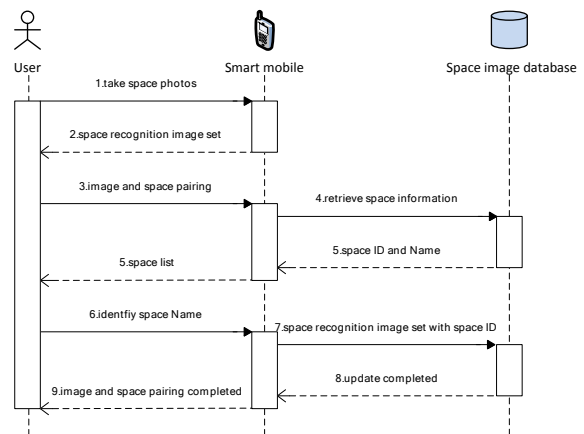 User
Smart mobile
Space image database
1.take space photos
2.space recognition image set
3.image and space pairing
4.retrieve space information
5.space ID and Name
5.space list
6.identfiy space Name
7.space recognition image set with space ID
8.update completed
9.image and space pairing completed